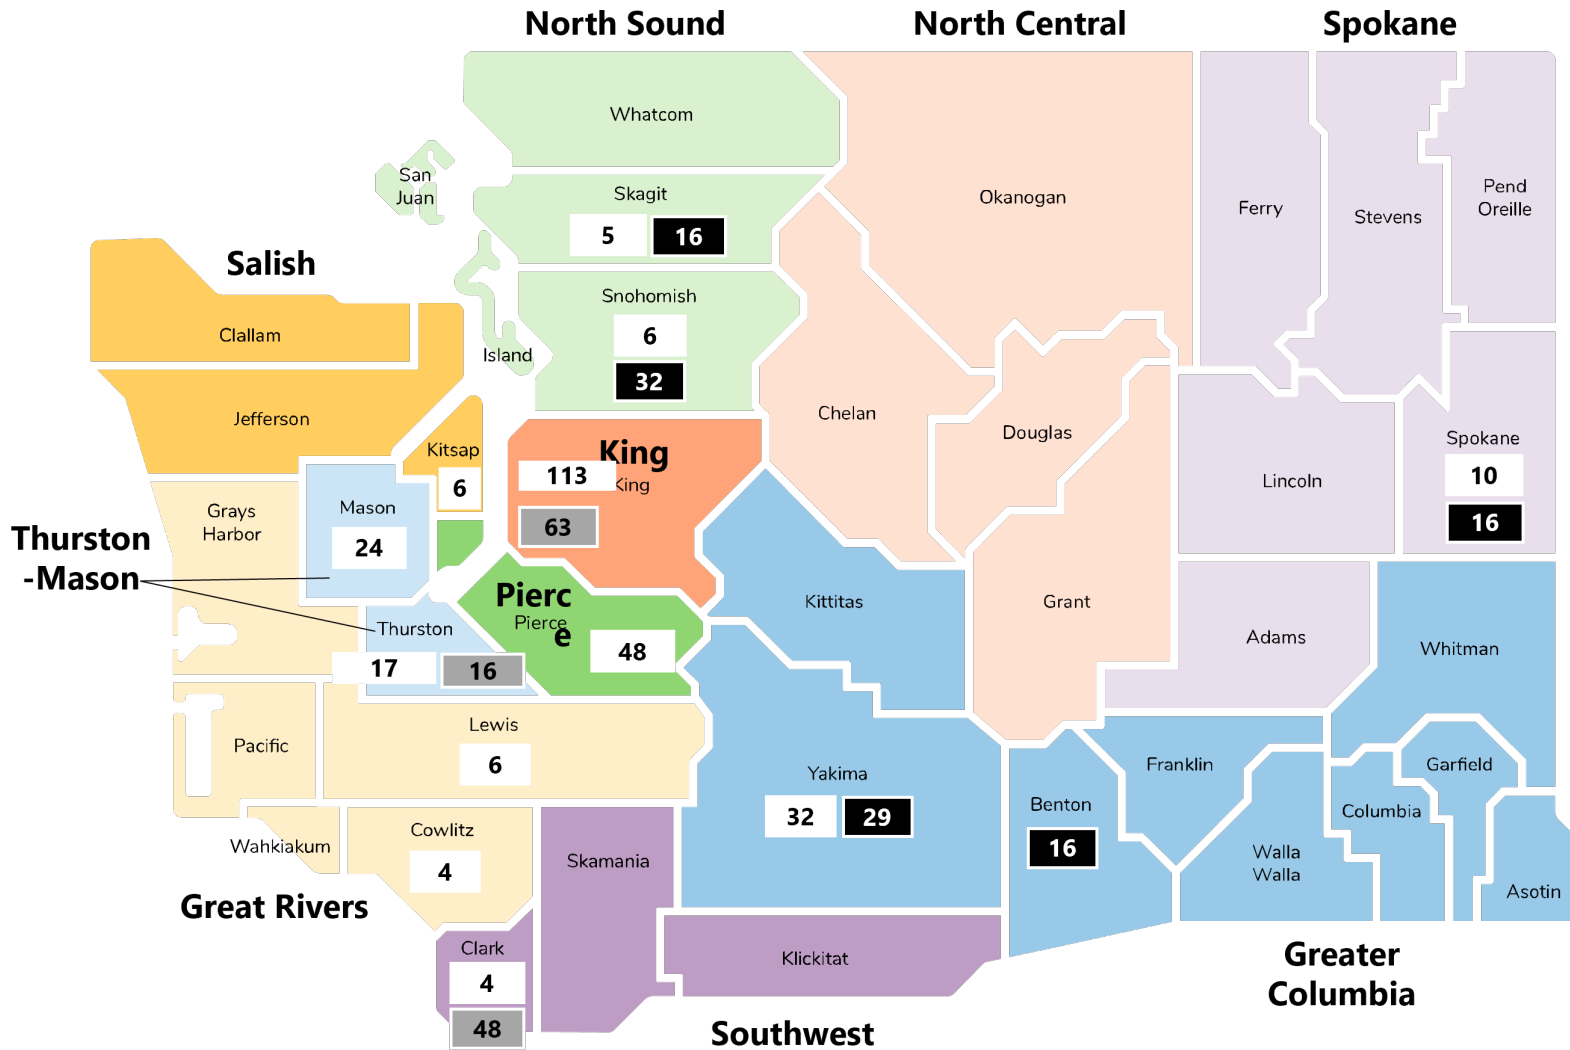 North Sound
North Central
Spokane
Whatcom
San
Juan
Skagit
5
16
Okanogan
Ferry
Stevens
Pend
Oreille
Salish
Clallam
Snohomish
6
32
Island
Jefferson
Chelan
Douglas
Kitsap
6
King
113
King
63
Lincoln
Spokane
10
16
Grays
Harbor
Mason
24
Thurston
-Mason
Kittitas
Grant
Adams
Whitman
Thurston
17
16
Pierc
e
Pierce
48
Pacific
Lewis
6
Yakima
32
29
Benton
16
Franklin
Garfield
Columbia
Walla
Walla
Asotin
Wahkiakum
Cowlitz
4
Skamania
Great Rivers
Clark
4
48
Klickitat
Southwest
Greater
Columbia